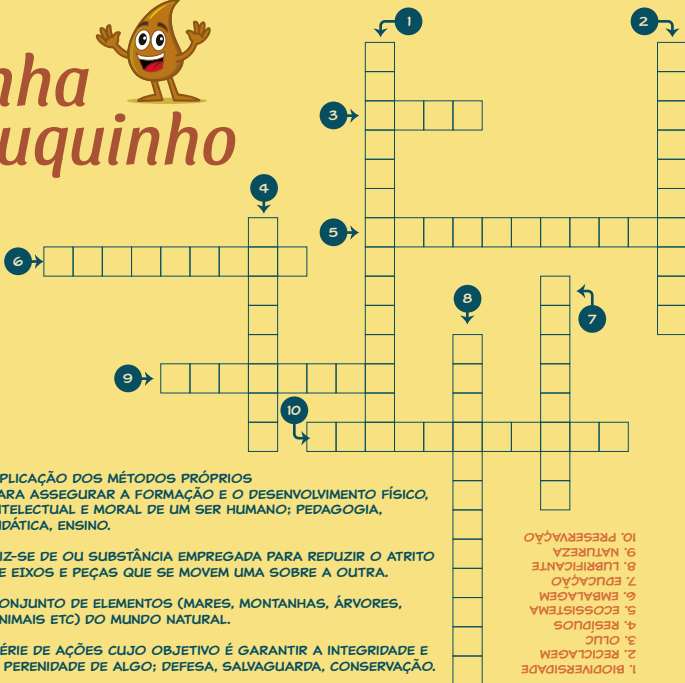 nha
uquinho
1
2
3
4
5
6
8
7
9
10
PLICAÇÃO DOS MÉTODOS PRÓPRIOS
ARA ASSEGURAR A FORMAÇÃO E O DESENVOLVIMENTO FÍSICO,
NTELECTUAL E MORAL DE UM SER HUMANO; PEDAGOGIA,
IDÁTICA, ENSINO.
IZ-SE DE OU SUBSTÂNCIA EMPREGADA PARA REDUZIR O ATRITO
E EIXOS E PEÇAS QUE SE MOVEM UMA SOBRE A OUTRA.
ONJUNTO DE ELEMENTOS (MARES, MONTANHAS, ÁRVORES,
NIMAIS ETC) DO MUNDO NATURAL.
ÉRIE DE AÇÕES CUJO OBJETIVO É GARANTIR A INTEGRIDADE E
PERENIDADE DE ALGO; DEFESA, SALVAGUARDA, CONSERVAÇÃO.
1. BIODIVERSIDADE
2. RECICLAGEM
3. OLUC
4. RESÍDUOS
5. ECOSSISTEMA
6. EMBALAGEM
7. EDUCAÇÃO
8. LUBRIFICANTE
9. NATUREZA
10. PRESERVAÇÃO